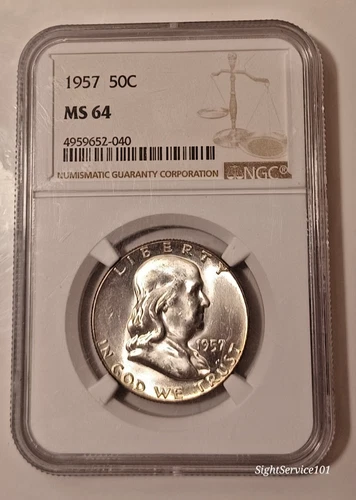 1957 50C
MS 64
4959652-040
NUMISMATIC GUARANTY CORPORATION
NGC®
LIBERTY
1957
IN GOD WE TRUST
SightService101